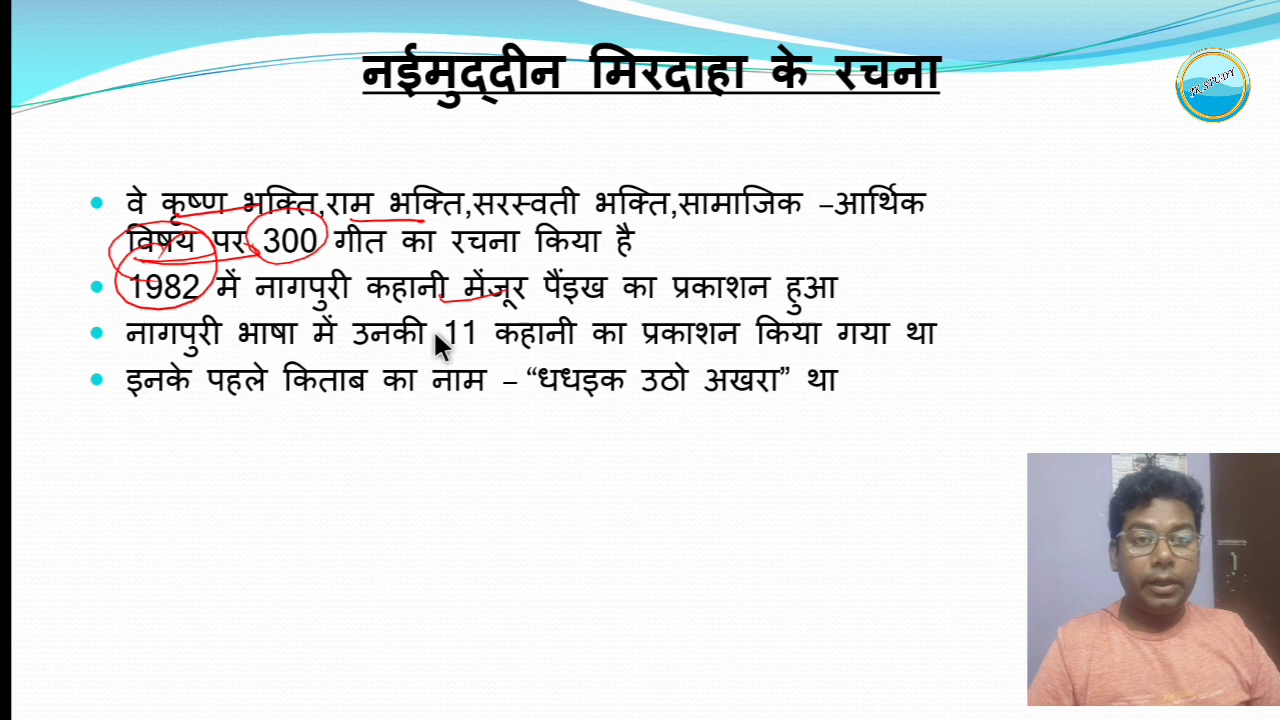 नईमुद्दीन मिरदाहा के रचना
वे कृष्ण भक्ति,राम भक्ति,सरस्वती भक्ति,सामाजिक –आर्थिक
विषय पर 300 गीत का रचना किया है
1982 में नागपुरी कहानी मेंजूर पैंइख का प्रकाशन हुआ
नागपुरी भाषा में उनकी 11 कहानी का प्रकाशन किया गया था
इनके पहले किताब का नाम – “धधइक उठो अखरा” था